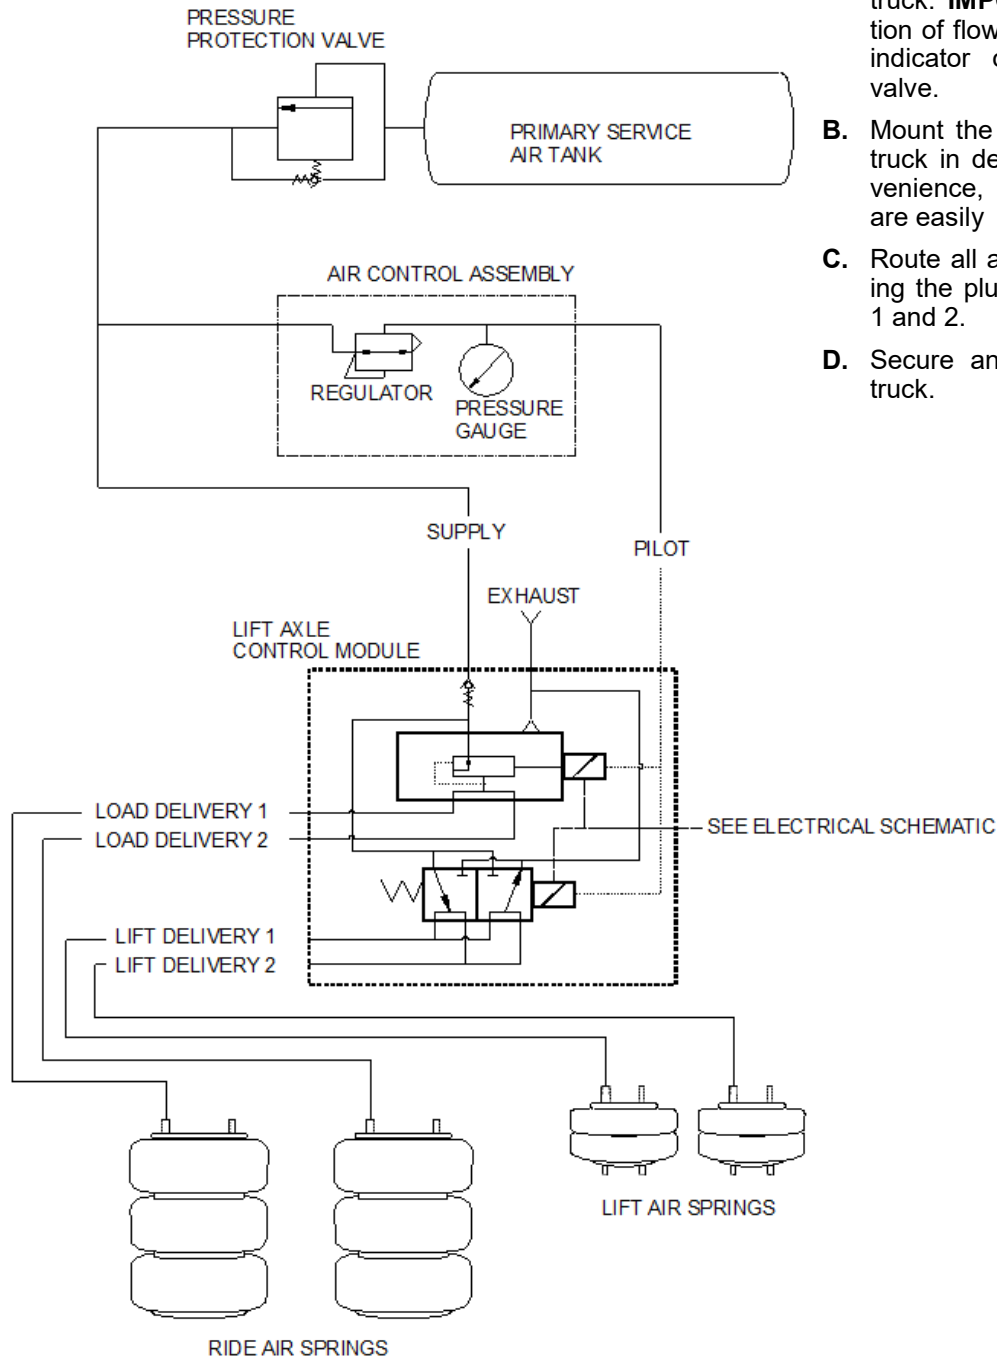 PRESSURE
PROTECTION VALVE
PRIMARY SERVICE
AIR TANK
AIR CONTROL ASSEMBLY
REGULATOR
PRESSURE
GAUGE
SUPPLY
PILOT
EXHAUST
LIFT AXLE
CONTROL MODULE
LOAD DELIVERY 1
LOAD DELIVERY 2
SEE ELECTRICAL SCHEMATIC
LIFT DELIVERY 1
LIFT DELIVERY 2
LIFT AIR SPRINGS
RIDE AIR SPRINGS
truck.
tion of flow
indicator
valve.
B. Mount the
truck in
venience,
are easily
C. Route all
ing the
1 and 2.
D. Secure
truck.